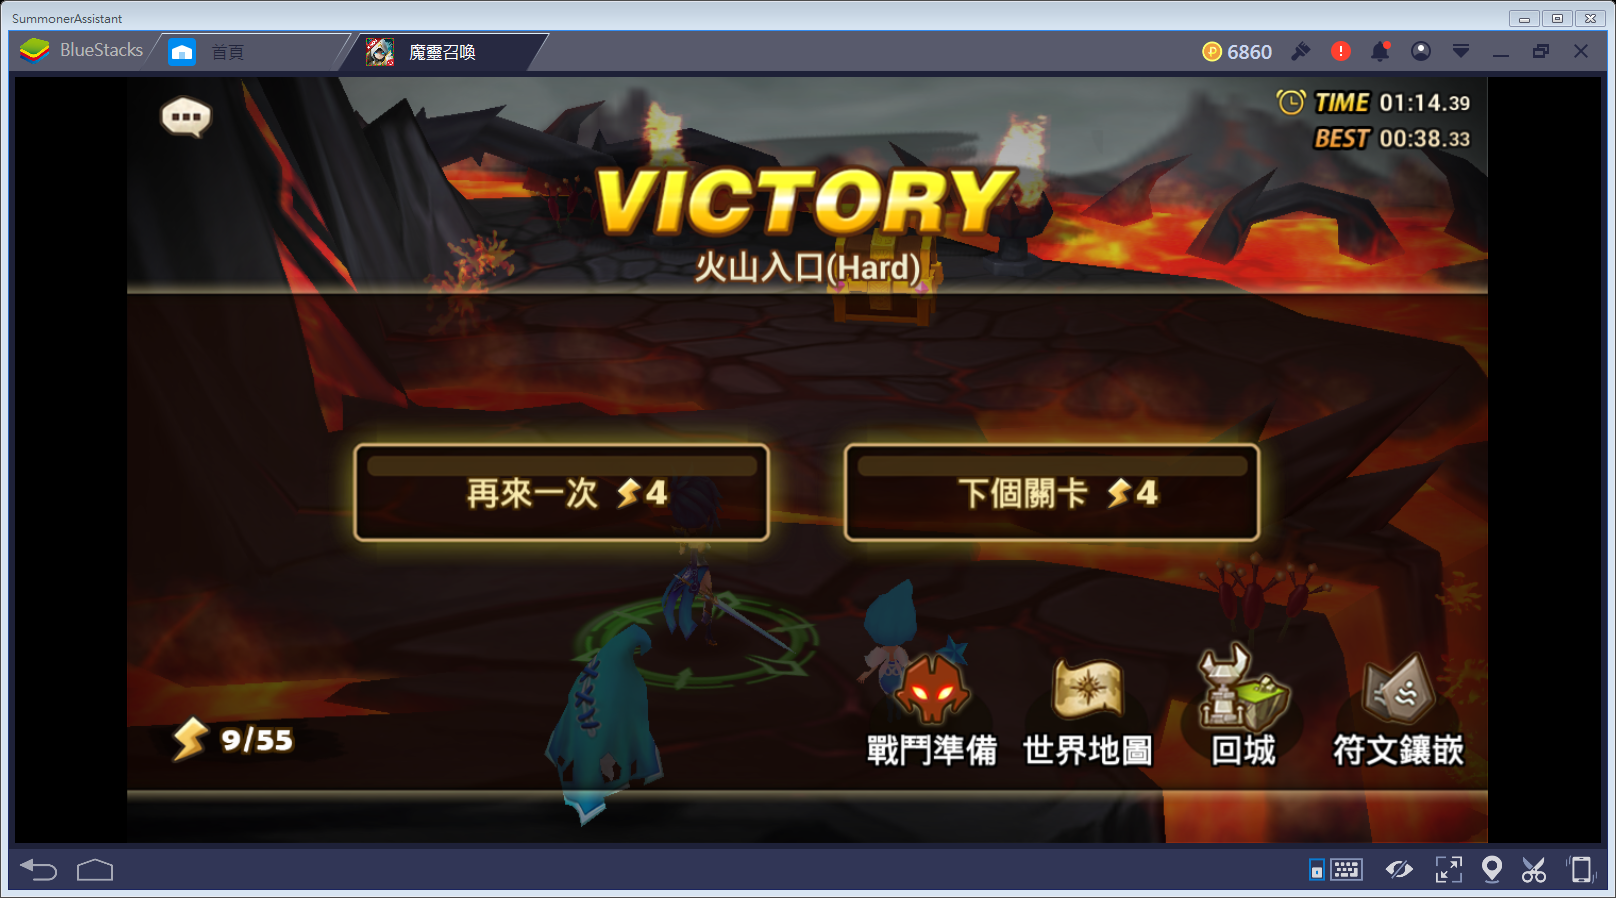 SummonerAssistant
BlueStacks
首頁
魔靈召喚
6860
TIME 01:14.39
BEST 00:38.33
VICTORY
火山入口(Hard)
再來一次 4
下個關卡 4
9/55
戰鬥準備
世界地圖
回城
符文鑲嵌